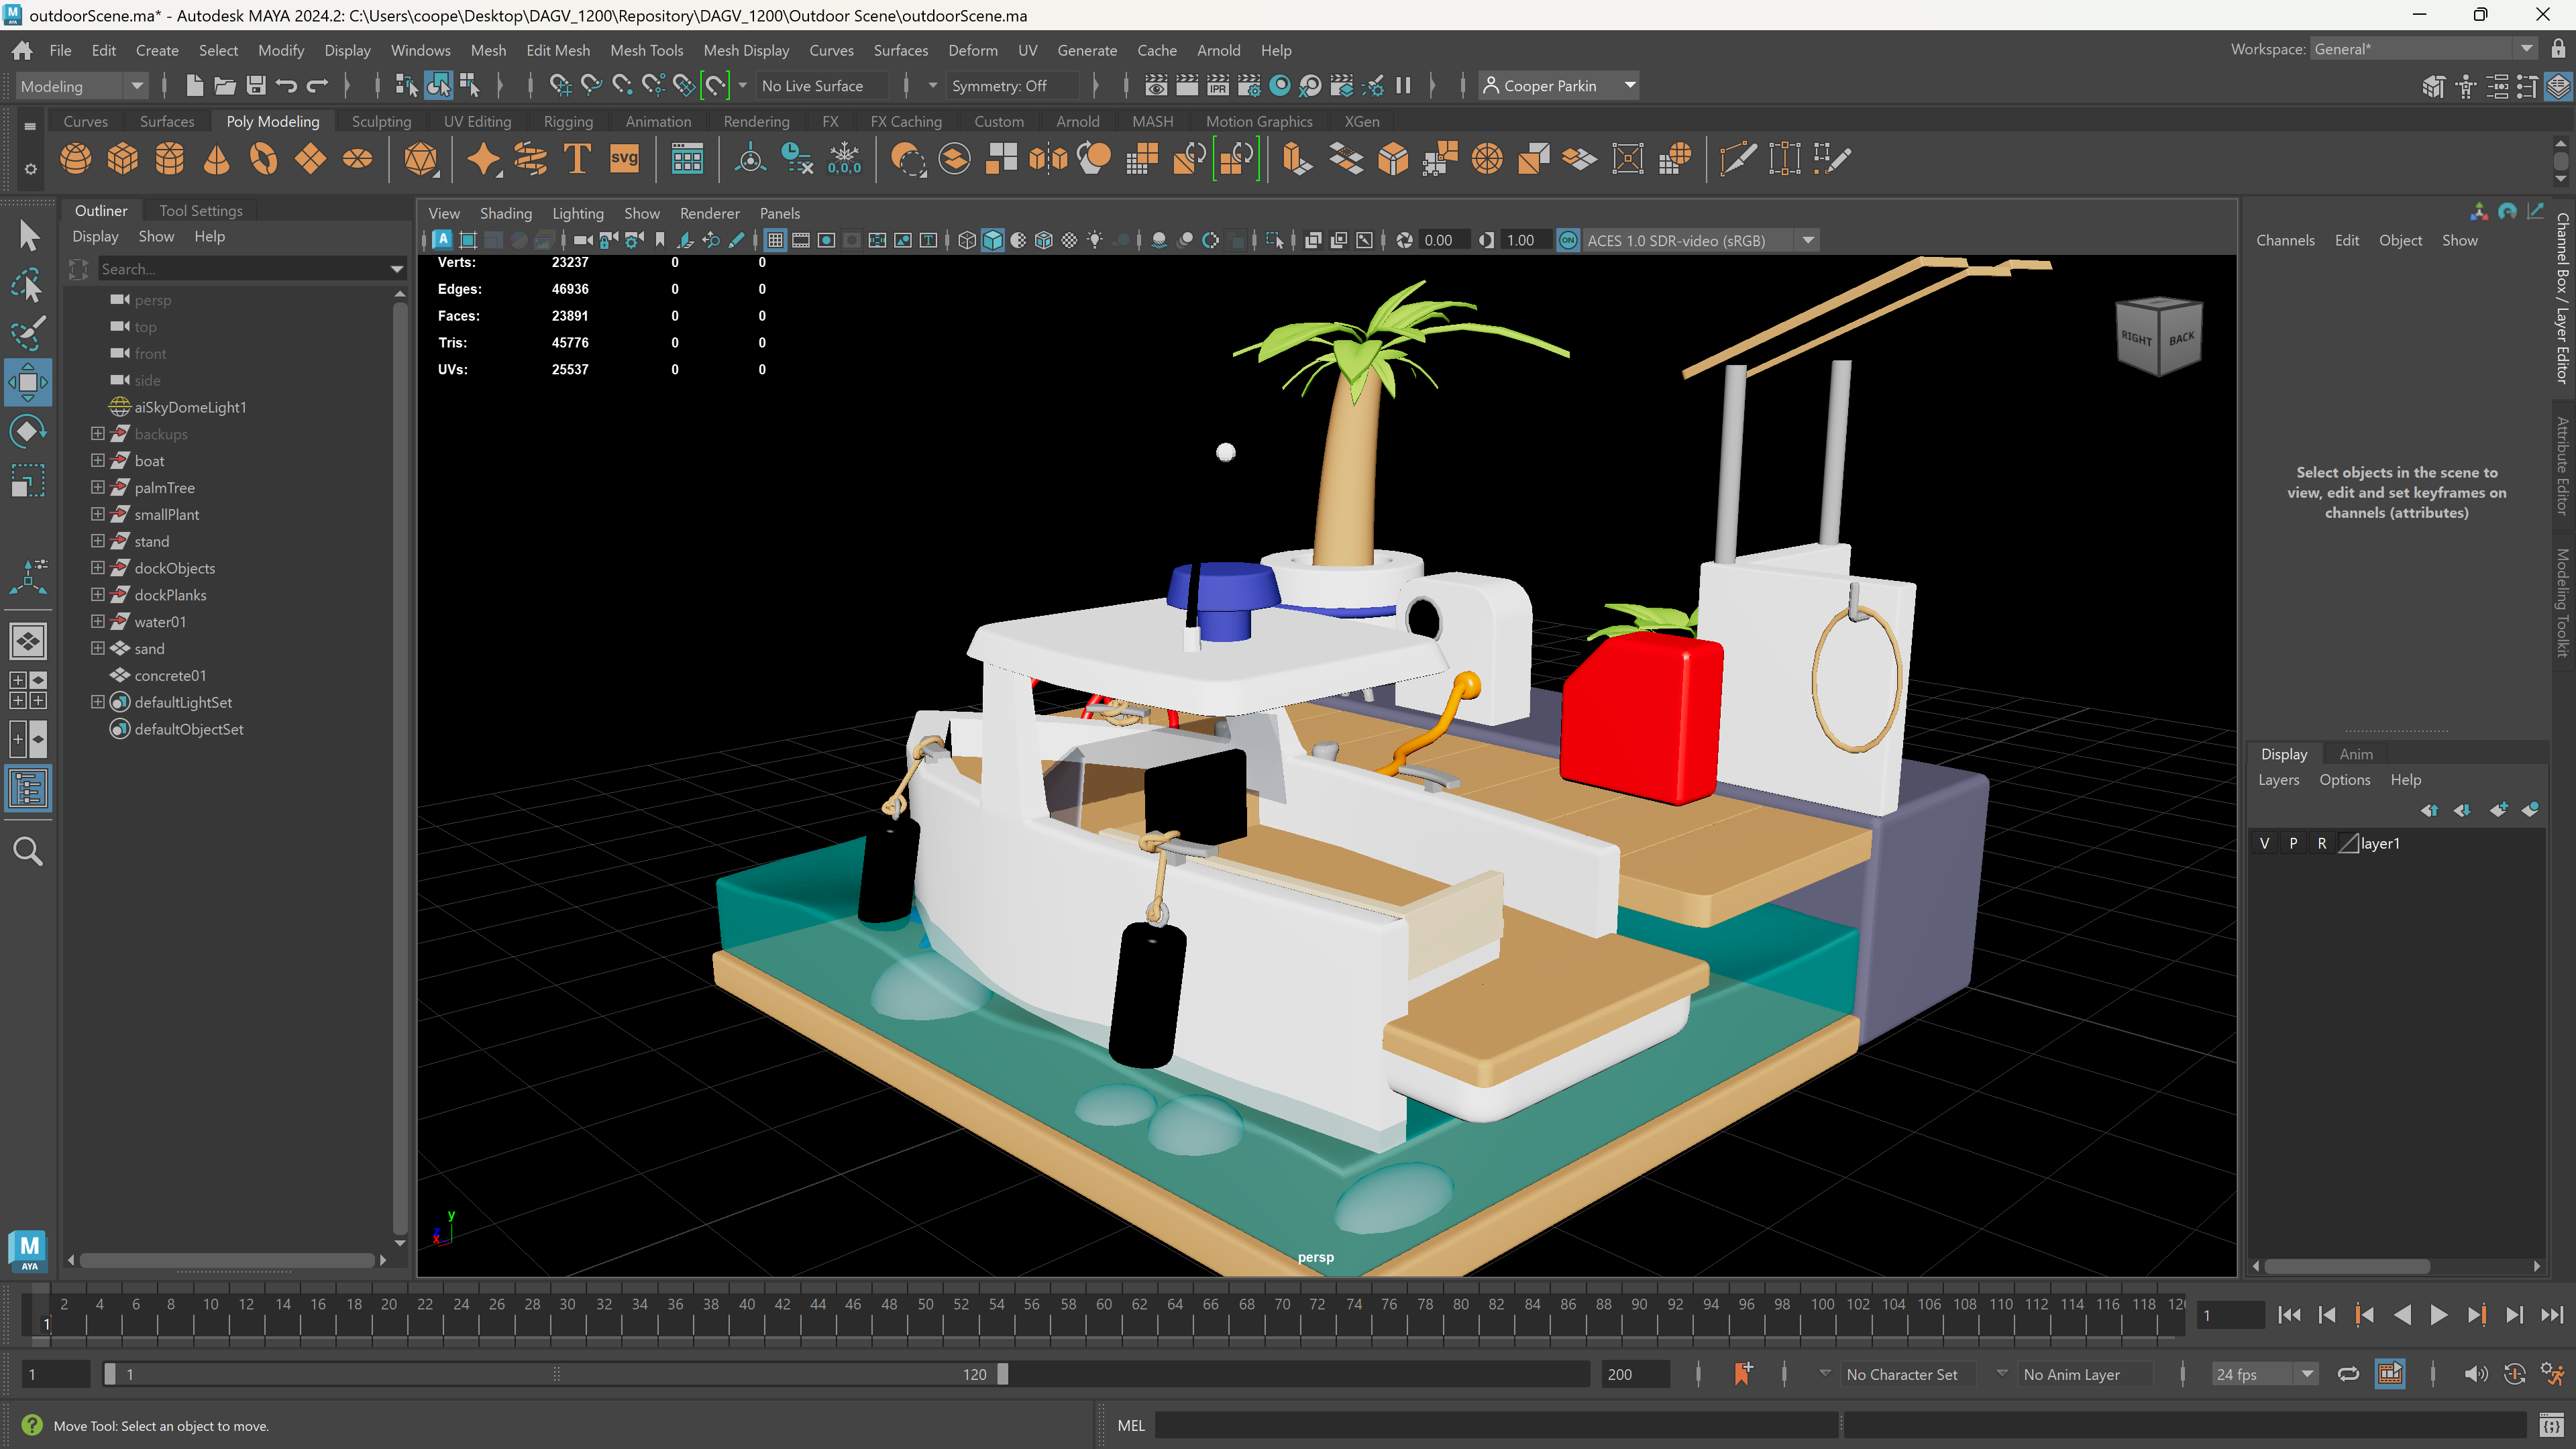 outdoorScene.ma* - Autodesk MAYA 2024.2: C:\Users\coope\Desktop\DAGV_1200\Repository\DAGV_1200\Outdoor Scene\outdoorScene.ma
File Edit Create Select Modify Display Windows Mesh Edit Mesh Mesh Tools Mesh Display Curves Surfaces Deform UV Generate Cache Arnold Help Workspace: General*
Modeling No Live Surface Symmetry: Off IPR Cooper Parkin
Curves Surfaces Poly Modeling Sculpting UV Editing Rigging Animation Rendering FX FX Caching Custom Arnold MASH Motion Graphics XGen
T svg 0,0,0
Outliner Tool Settings
Display Show Help
Search...
persp
top
front
side
aiSkyDomeLight1
backups
boat
palmTree
smallPlant
stand
dockObjects
dockPlanks
water01
sand
concrete01
defaultLightSet
defaultObjectSet
M
AYA
View Shading Lighting Show Renderer Panels
0.00 1.00 ON ACES 1.0 SDR-video (sRGB)
Verts: 23237 0 0
Edges: 46936 0 0
Faces: 23891 0 0
Tris: 45776 0 0
UVs: 25537 0 0
RIGHT BACK
y
z
x
persp
Channels Edit Object Show
Select objects in the scene to
view, edit and set keyframes on
channels (attributes)
Channel Box / Layer Editor
Attribute Editor
Modeling Toolkit
Display Anim
Layers Options Help
V P R layer1
2 4 6 8 10 12 14 16 18 20 22 24 26 28 30 32 34 36 38 40 42 44 46 48 50 52 54 56 58 60 62 64 66 68 70 72 74 76 78 80 82 84 86 88 90 92 94 96 98 100 102 104 106 108 110 112 114 116 118
1 1
1 1 120 200 No Character Set No Anim Layer 24 fps
Move Tool: Select an object to move. MEL